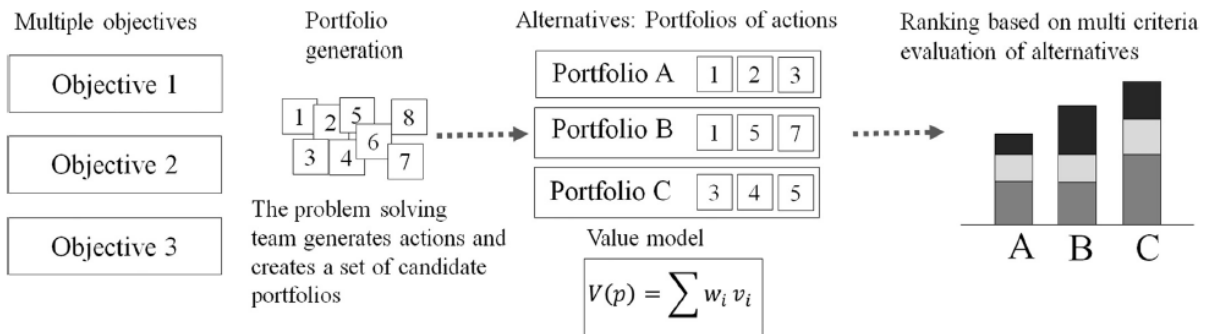 Multiple objectives
Objective 1
Objective 2
Objective 3
Portfolio
generation
1 2 5 8
3 4 6 7
The problem solving
team generates actions and
creates a set of candidate
portfolios
Alternatives: Portfolios of actions
Portfolio A 1 2 3
Portfolio B 1 5 7
Portfolio C 3 4 5
Value model
V(p) = ∑ wᵢ vᵢ
Ranking based on multi criteria
evaluation of alternatives
A B C